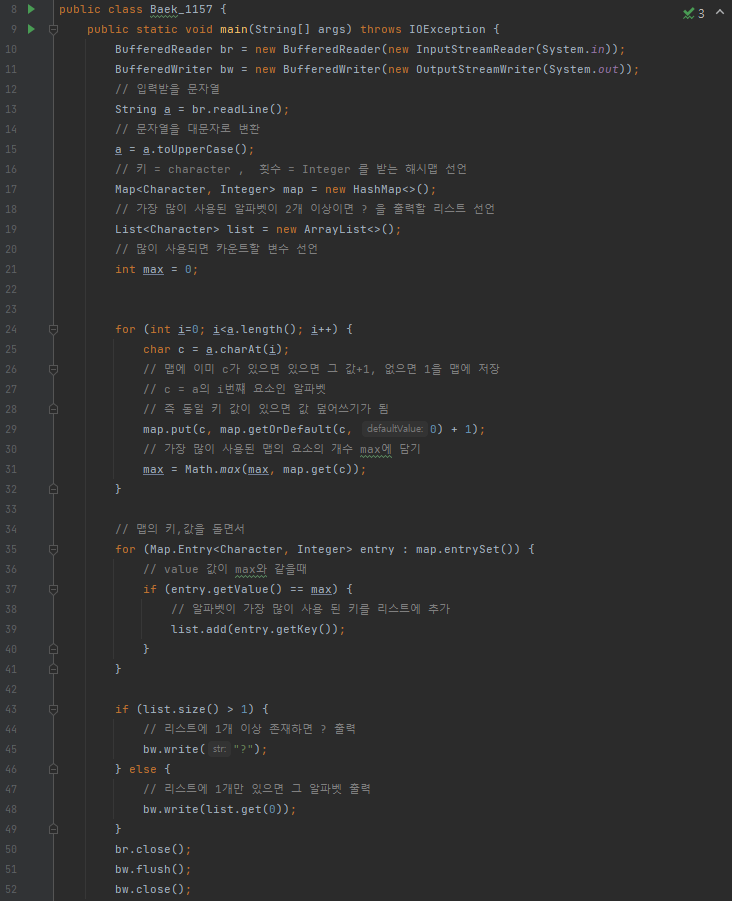 8 public class Baek_1157 {
3
9 public static void main(String[] args) throws IOException {
10 BufferedReader br = new BufferedReader(new InputStreamReader(System.in));
11 BufferedWriter bw = new BufferedWriter(new OutputStreamWriter(System.out));
12 // 입력받을 문자열
13 String a = br.readLine();
14 // 문자열을 대문자로 변환
15 a = a.toUpperCase();
16 // 키 = character ,  횟수 = Integer 를 받는 해시맵 선언
17 Map<Character, Integer> map = new HashMap<>();
18 // 가장 많이 사용된 알파벳이 2개 이상이면 ? 을 출력할 리스트 선언
19 List<Character> list = new ArrayList<>();
20 // 많이 사용되면 카운트할 변수 선언
21 int max = 0;
22
23
24 for (int i=0; i<a.length(); i++) {
25 char c = a.charAt(i);
26 // 맵에 이미 c가 있으면 있으면 그 값+1, 없으면 1을 맵에 저장
27 // c = a의 i번째 요소인 알파벳
28 // 즉 동일 키 값이 있으면 값 덮어쓰기가 됨
29 map.put(c, map.getOrDefault(c, defaultValue: 0) + 1);
30 // 가장 많이 사용된 맵의 요소의 개수 max에 담기
31 max = Math.max(max, map.get(c));
32 }
33
34 // 맵의 키,값을 돌면서
35 for (Map.Entry<Character, Integer> entry : map.entrySet()) {
36 // value 값이 max와 같을때
37 if (entry.getValue() == max) {
38 // 알파벳이 가장 많이 사용 된 키를 리스트에 추가
39 list.add(entry.getKey());
40 }
41 }
42
43 if (list.size() > 1) {
44 // 리스트에 1개 이상 존재하면 ? 출력
45 bw.write( str: "?");
46 } else {
47 // 리스트에 1개만 있으면 그 알파벳 출력
48 bw.write(list.get(0));
49 }
50 br.close();
51 bw.flush();
52 bw.close();